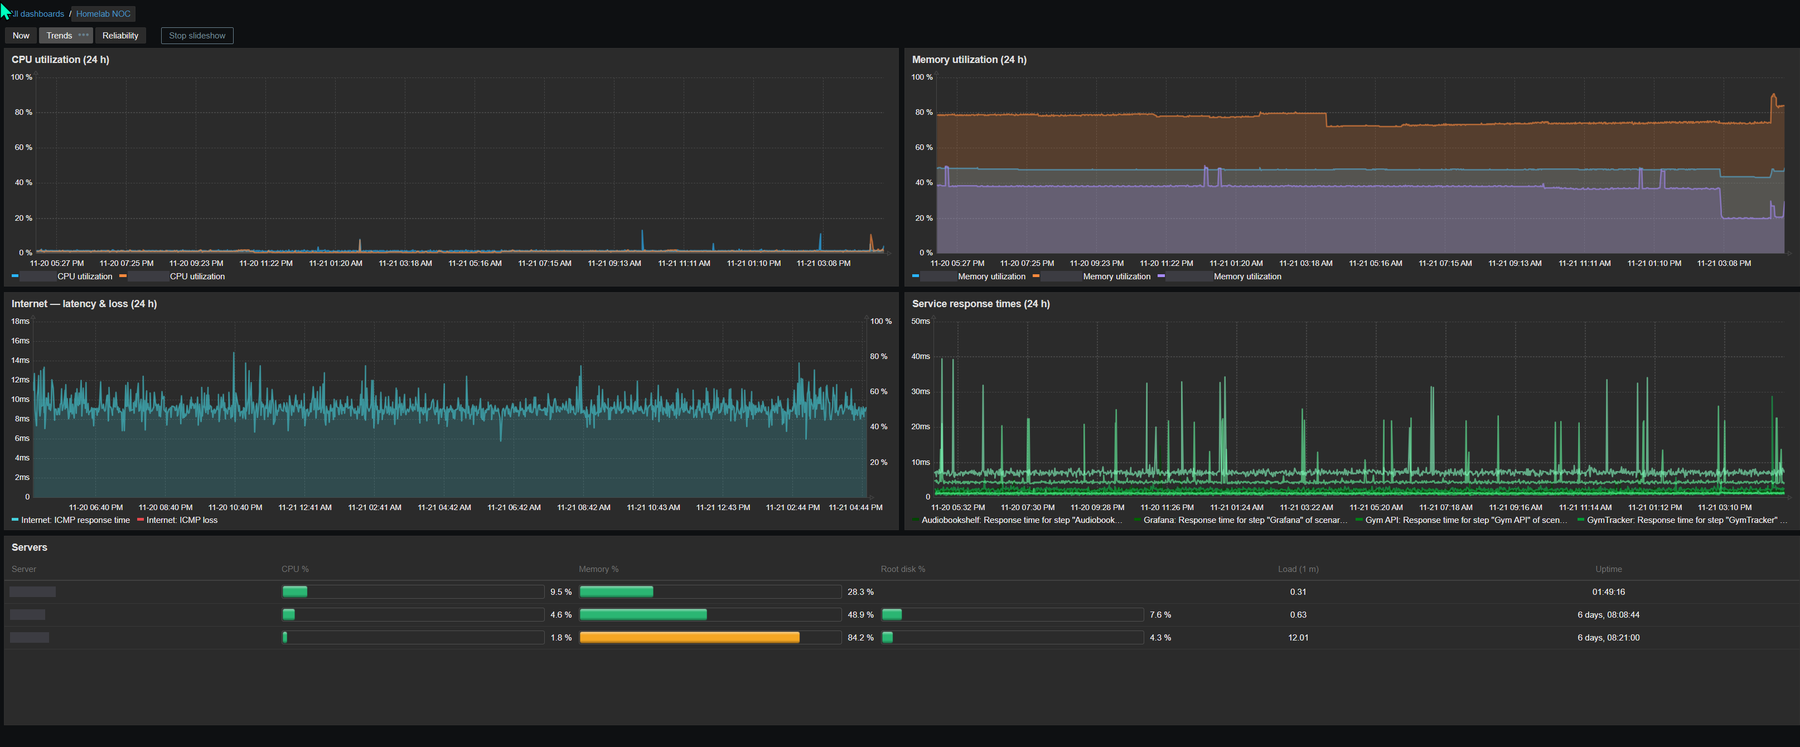 All dashboards / Homelab NOC
Now Trends ••• Reliability Stop slideshow
CPU utilization (24 h)
100 %
80 %
60 %
40 %
20 %
0 %
11-20 05:27 PM 11-20 07:25 PM 11-20 09:23 PM 11-20 11:22 PM 11-21 01:20 AM 11-21 03:18 AM 11-21 05:16 AM 11-21 07:15 AM 11-21 09:13 AM 11-21 11:11 AM 11-21 01:10 PM 11-21 03:08 PM
CPU utilization CPU utilization
Memory utilization (24 h)
100 %
80 %
60 %
40 %
20 %
0 %
11-20 05:27 PM 11-20 07:25 PM 11-20 09:23 PM 11-20 11:22 PM 11-21 01:20 AM 11-21 03:18 AM 11-21 05:16 AM 11-21 07:15 AM 11-21 09:13 AM 11-21 11:11 AM 11-21 01:10 PM 11-21 03:08 PM
Memory utilization Memory utilization Memory utilization
Internet — latency & loss (24 h)
18ms
16ms
14ms
12ms
10ms
8ms
6ms
4ms
2ms
0
100 %
80 %
60 %
40 %
20 %
11-20 06:40 PM 11-20 08:40 PM 11-20 10:40 PM 11-21 12:41 AM 11-21 02:41 AM 11-21 04:42 AM 11-21 06:42 AM 11-21 08:42 AM 11-21 10:43 AM 11-21 12:43 PM 11-21 02:44 PM 11-21 04:44 PM
Internet: ICMP response time Internet: ICMP loss
Service response times (24 h)
50ms
40ms
30ms
20ms
10ms
0
11-20 05:32 PM 11-20 07:30 PM 11-20 09:28 PM 11-20 11:26 PM 11-21 01:24 AM 11-21 03:22 AM 11-21 05:20 AM 11-21 07:18 AM 11-21 09:16 AM 11-21 11:14 AM 11-21 01:12 PM 11-21 03:10 PM
Audiobookshelf: Response time for step "Audiobook... Grafana: Response time for step "Grafana" of scenar... Gym API: Response time for step "Gym API" of scen... GymTracker: Response time for step "GymTracker" ...
Servers
Server CPU % Memory % Root disk % Load (1 m) Uptime
9.5 % 28.3 % 0.31 01:49:16
4.6 % 48.9 % 7.6 % 0.63 6 days, 08:08:44
1.8 % 84.2 % 4.3 % 12.01 6 days, 08:21:00